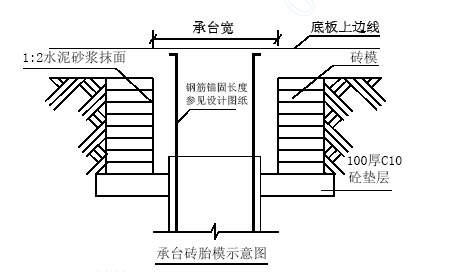 承台宽
底板上边线
1:2水泥砂浆抹面
砖模
钢筋锚固长度
参见设计图纸
100厚C10
砼垫层
承台砖胎模示意图